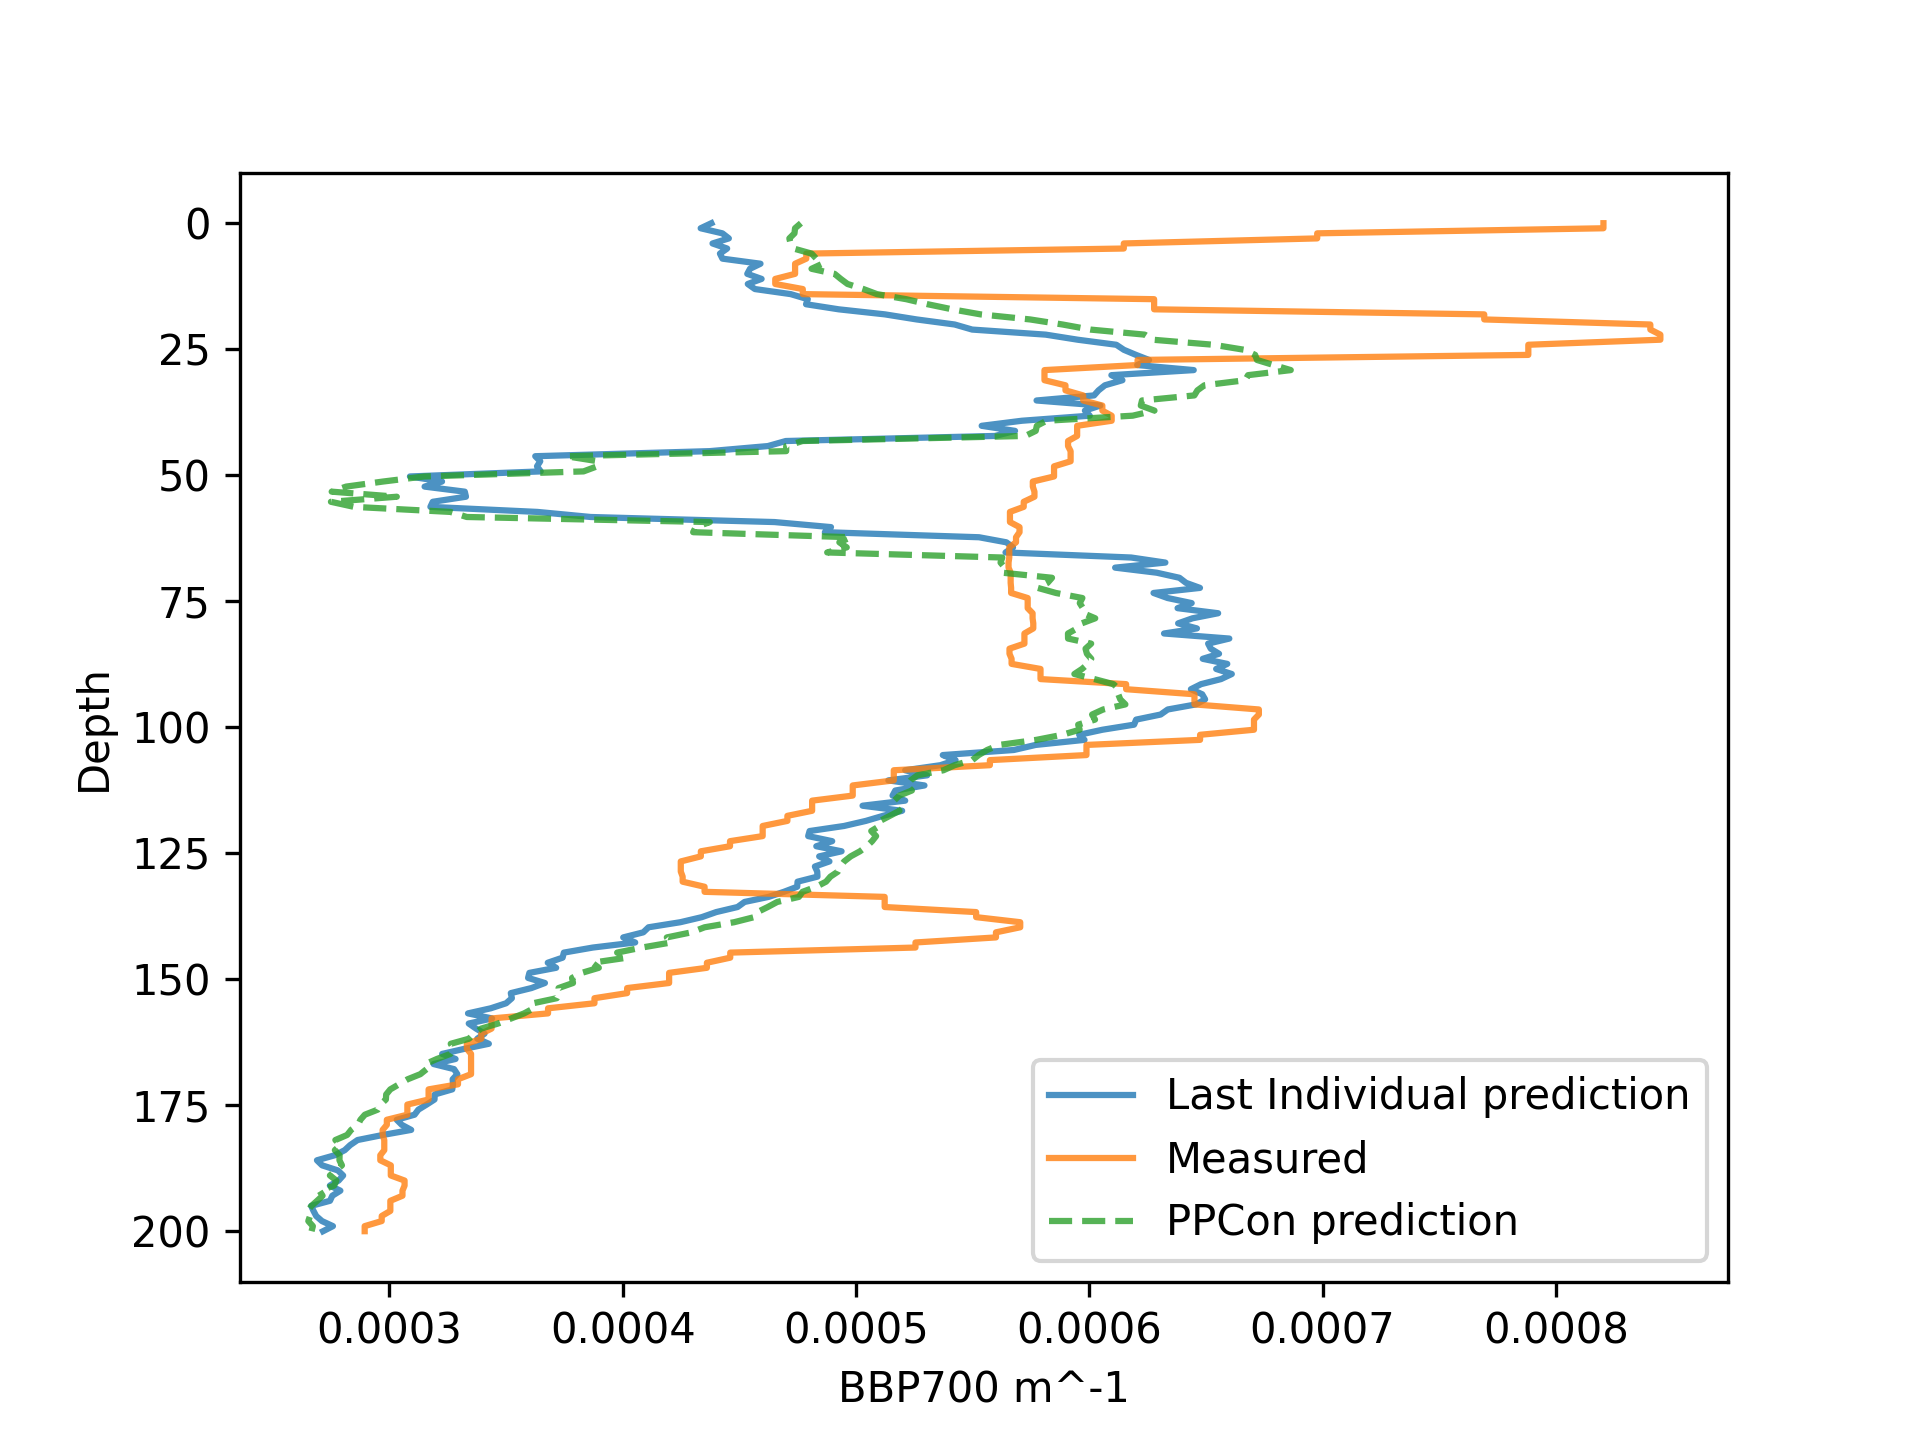 0
25
50
75
100
125
150
175
200
Depth
0.0003 0.0004 0.0005 0.0006 0.0007 0.0008
BBP700 m^-1
Last Individual prediction
Measured
PPCon prediction